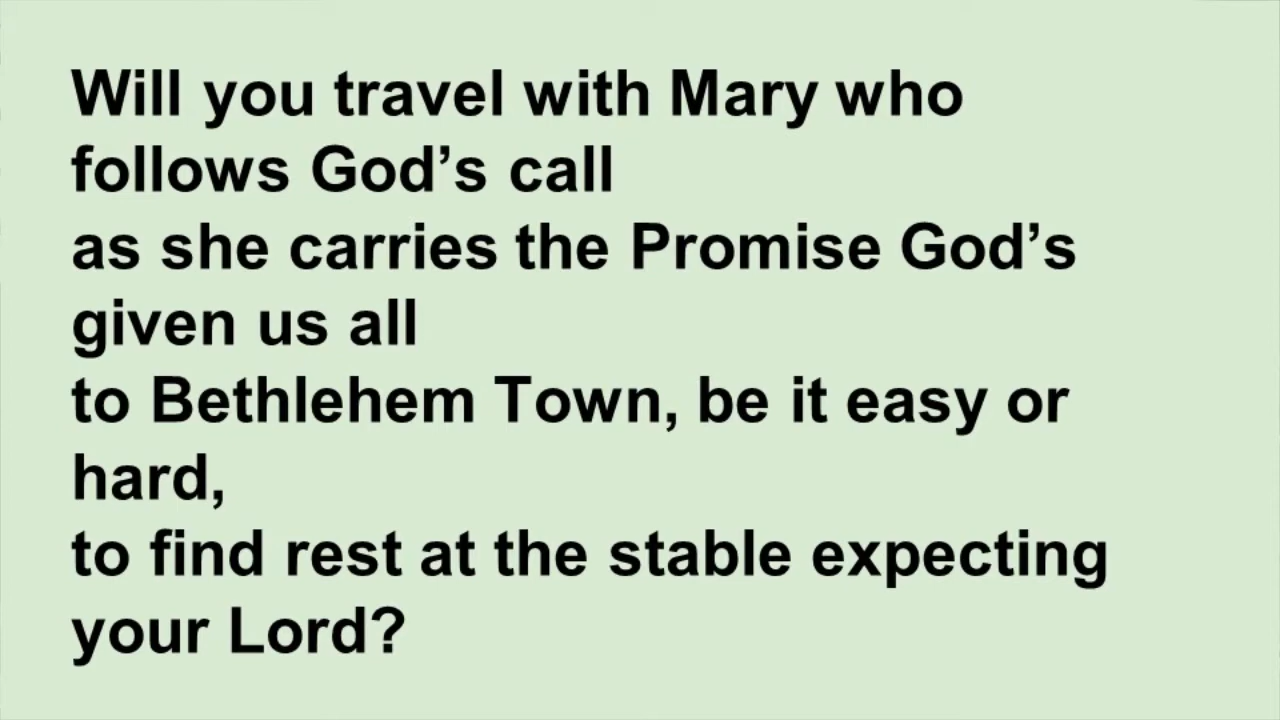 Will you travel with Mary who
follows God’s call
as she carries the Promise God’s
given us all
to Bethlehem Town, be it easy or
hard,
to find rest at the stable expecting
your Lord?